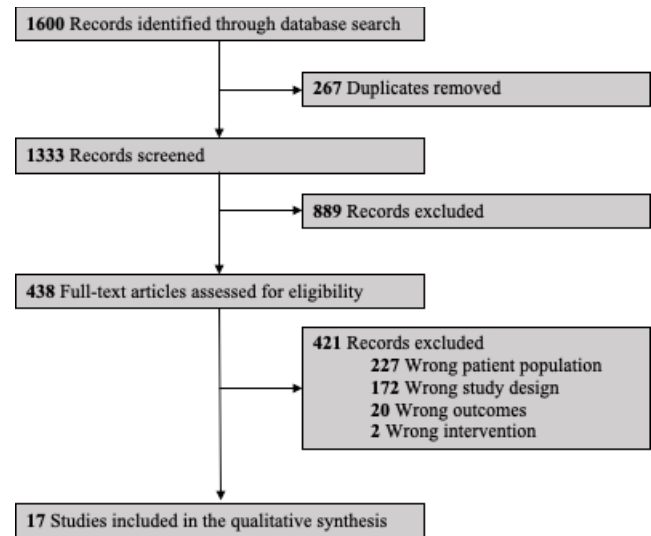 1600 Records identified through database search
267 Duplicates removed
1333 Records screened
889 Records excluded
438 Full-text articles assessed for eligibility
421 Records excluded
227 Wrong patient population
172 Wrong study design
20 Wrong outcomes
2 Wrong intervention
17 Studies included in the qualitative synthesis